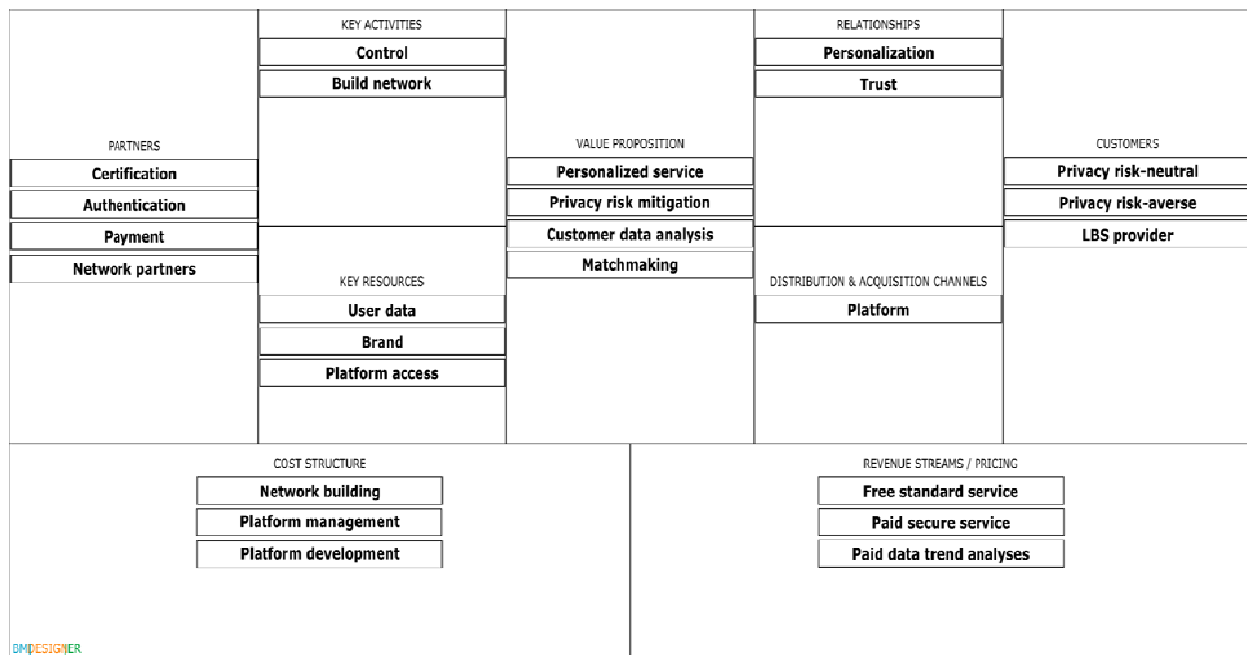 PARTNERS
Certification
Authentication
Payment
Network partners
KEY ACTIVITIES
Control
Build network
KEY RESOURCES
User data
Brand
Platform access
VALUE PROPOSITION
Personalized service
Privacy risk mitigation
Customer data analysis
Matchmaking
RELATIONSHIPS
Personalization
Trust
DISTRIBUTION & ACQUISITION CHANNELS
Platform
CUSTOMERS
Privacy risk-neutral
Privacy risk-averse
LBS provider
COST STRUCTURE
Network building
Platform management
Platform development
REVENUE STREAMS / PRICING
Free standard service
Paid secure service
Paid data trend analyses
BM|DESIGN|ER